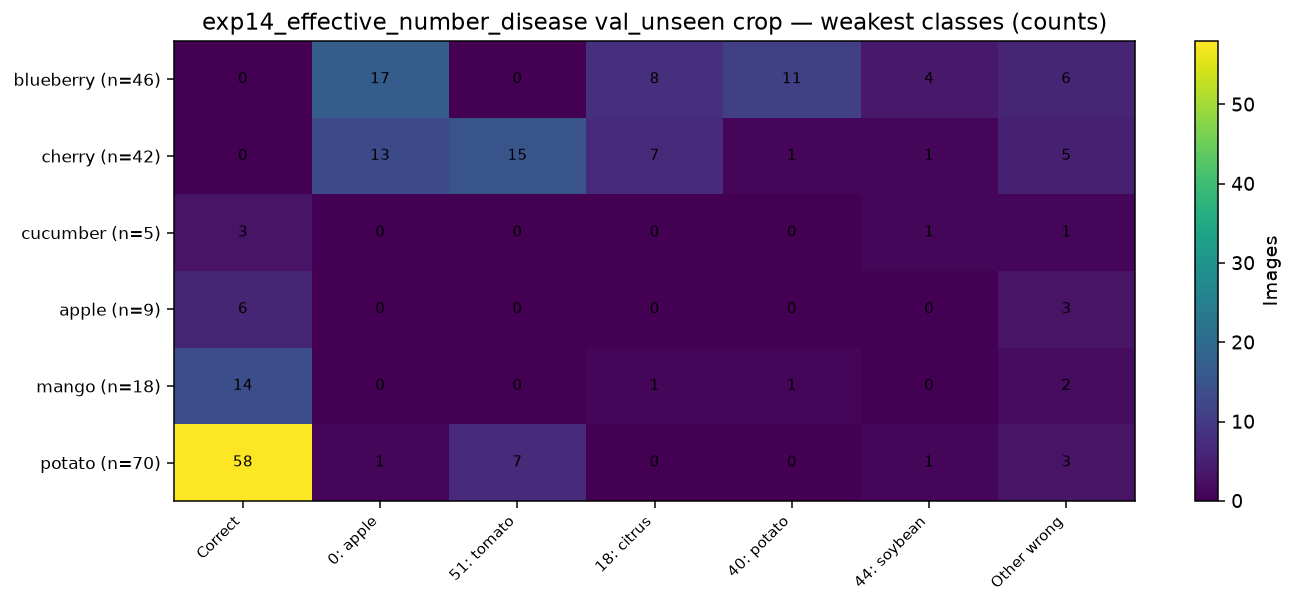 exp14_effective_number_disease val_unseen crop — weakest classes (counts)
blueberry (n=46) 0 17 0 8 11 4 6
cherry (n=42) 0 13 15 7 1 1 5
cucumber (n=5) 3 0 0 0 0 1 1
apple (n=9) 6 0 0 0 0 0 3
mango (n=18) 14 0 0 1 1 0 2
potato (n=70) 58 1 7 0 0 1 3
Correct
0: apple
51: tomato
18: citrus
40: potato
44: soybean
Other wrong
50
40
30
20
10
0
Images